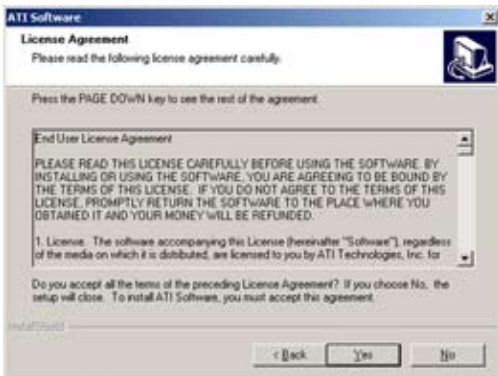 ATI Software
License Agreement
Please read the following license agreement carefully.
Press the PAGE DOWN key to see the rest of the agreement.
End User License Agreement
PLEASE READ THIS LICENSE CAREFULLY BEFORE USING THE SOFTWARE. BY
INSTALLING OR USING THE SOFTWARE, YOU ARE AGREEING TO BE BOUND BY
THE TERMS OF THIS LICENSE. IF YOU DO NOT AGREE TO THE TERMS OF THIS
LICENSE, PROMPTLY RETURN THE SOFTWARE TO THE PLACE WHERE YOU
OBTAINED IT AND YOUR MONEY WILL BE REFUNDED.
1. License. The software accompanying this License (hereinafter "Software"), regardless
of the media on which it is distributed, are licensed to you by ATI Technologies, Inc. for
Do you accept all the terms of the preceding License Agreement? If you choose No, the
setup will close. To install ATI Software, you must accept this agreement.
InstallShield
< Back Yes No